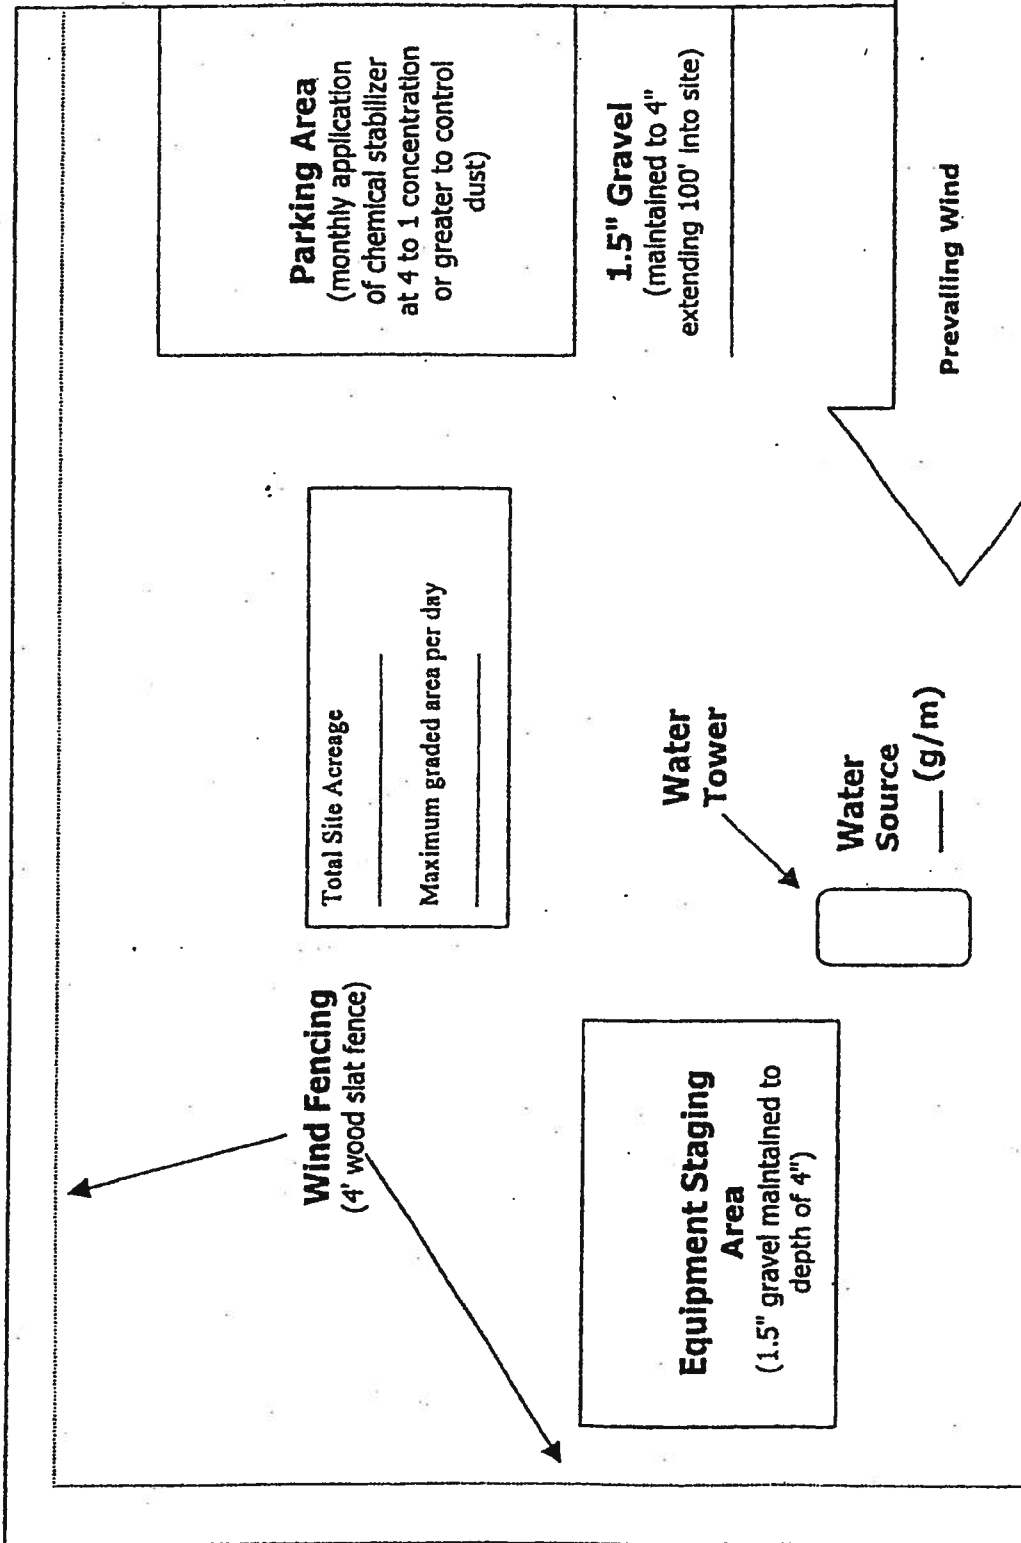 Wind Fencing
(4' wood slat fence)
Total Site Acreage
Maximum graded area per day
Parking Area
(monthly application
of chemical stabilizer
at 4 to 1 concentration
or greater to control
dust)
1.5" Gravel
(maintained to 4"
extending 100' into site)
Equipment Staging
Area
(1.5" gravel maintained to
depth of 4")
Water
Tower
Water
Source
___ (g/m)
Prevailing Wind